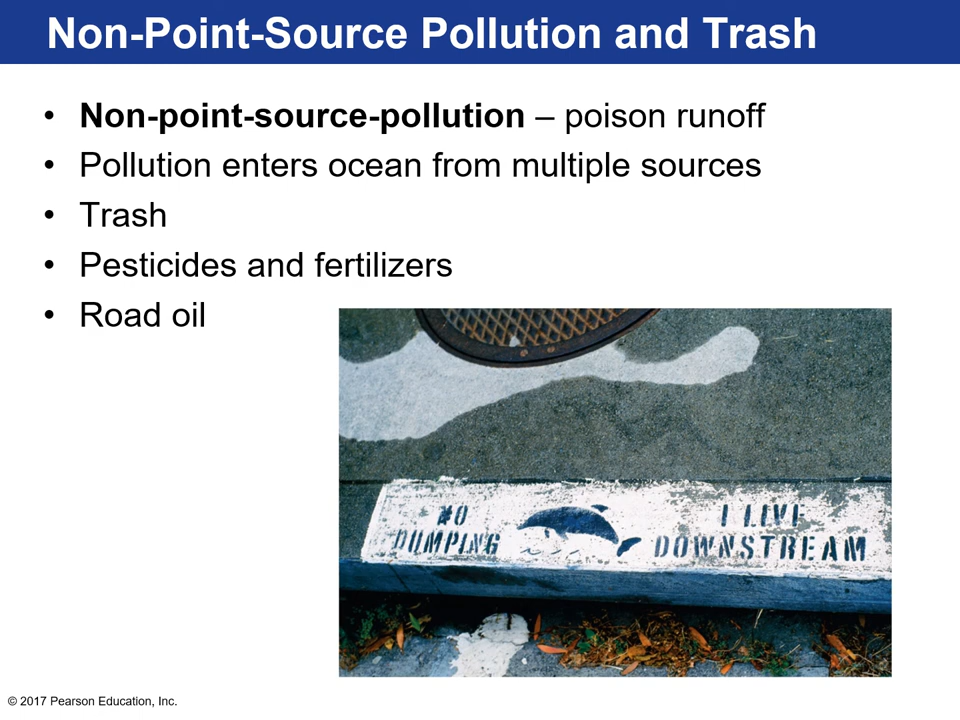 Non-Point-Source Pollution and Trash
• Non-point-source-pollution – poison runoff
• Pollution enters ocean from multiple sources
• Trash
• Pesticides and fertilizers
• Road oil
NO
DUMPING
I LIVE
DOWNSTREAM
© 2017 Pearson Education, Inc.